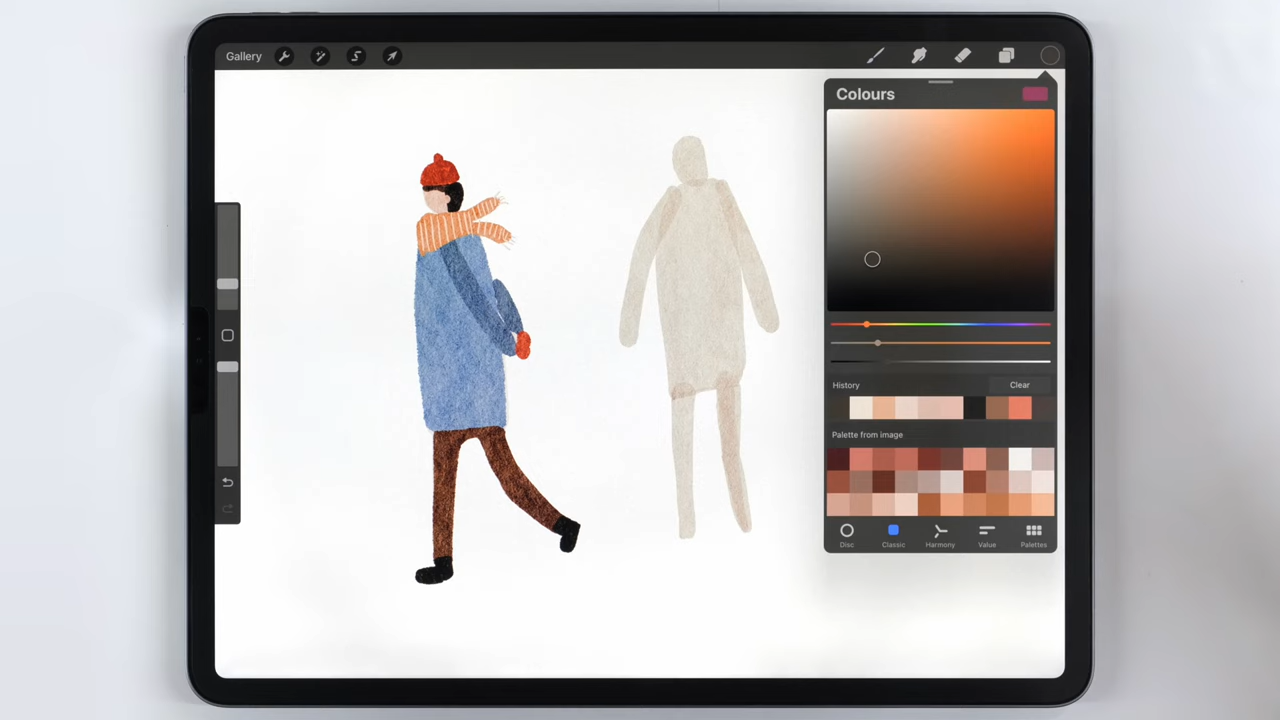 Gallery
Colours
History
Clear
Palette from image
Disc
Classic
Harmony
Value
Palettes